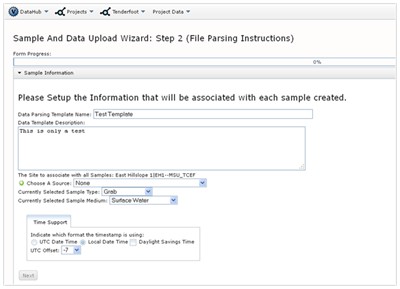 DataHub Projects Tenderfoot Project Data
Sample And Data Upload Wizard: Step 2 (File Parsing Instructions)
Form Progress:
0%
Sample Information
Please Setup the Information that will be associated with each sample created.
Data Parsing Template Name: Test Template
Data Template Description:
This is only a test
The Site to associate with all Samples: East Hillslope 1(EH1--MSU_TCEF
Choose A Source: None
Currently Selected Sample Type: Grab
Currently Selected Sample Medium: Surface Water
Time Support
Indicate which format the timestamp is using:
UTC Date Time Local Date Time Daylight Savings Time
UTC Offset: -7
Next